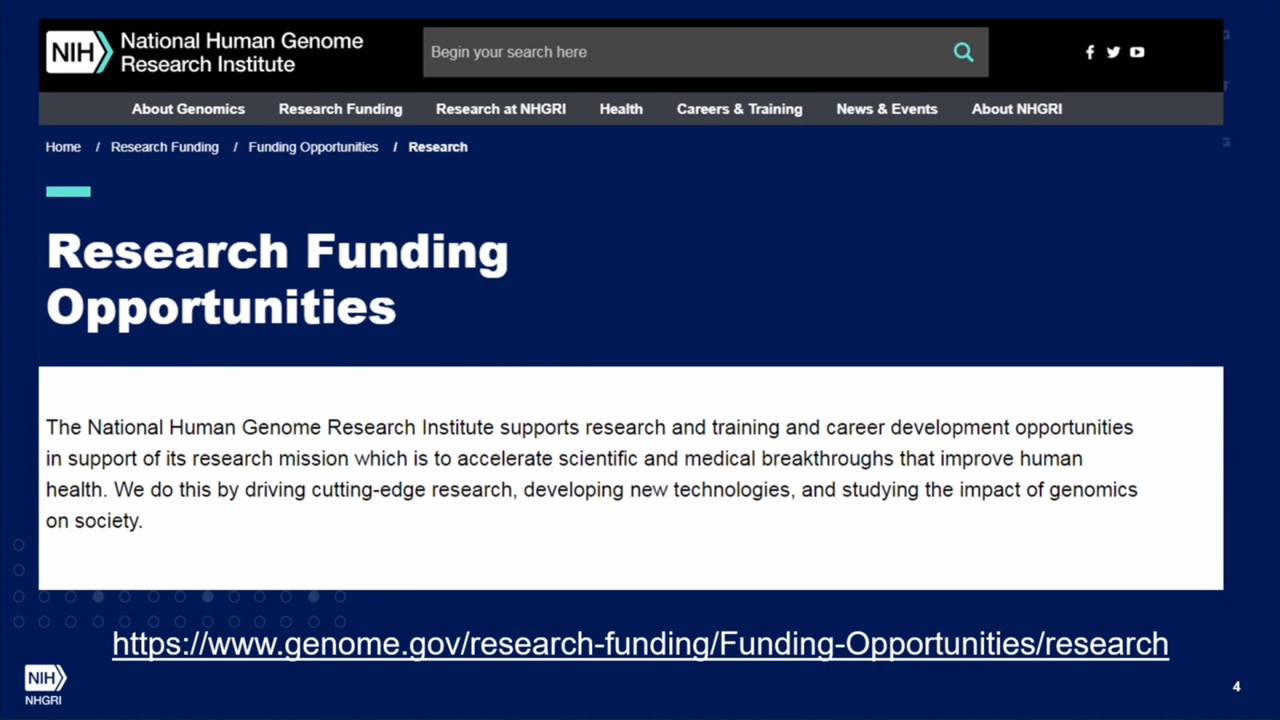 NIH
National Human Genome
Research Institute
Begin your search here
About Genomics Research Funding Research at NHGRI Health Careers & Training News & Events About NHGRI
Home / Research Funding / Funding Opportunities / Research
Research Funding
Opportunities
The National Human Genome Research Institute supports research and training and career development opportunities
in support of its research mission which is to accelerate scientific and medical breakthroughs that improve human
health. We do this by driving cutting-edge research, developing new technologies, and studying the impact of genomics
on society.
https://www.genome.gov/research-funding/Funding-Opportunities/research
NIH
NHGRI
4